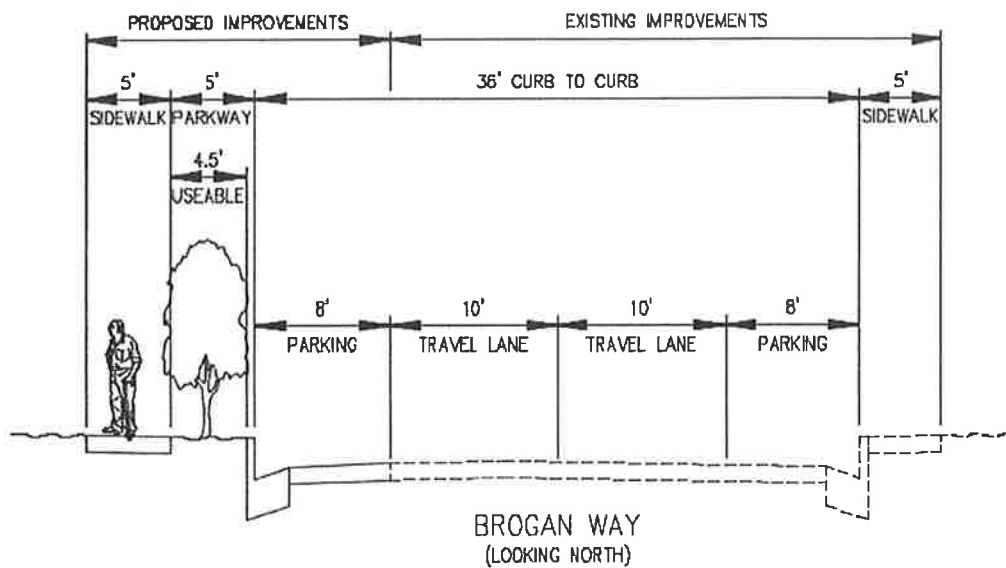 PROPOSED IMPROVEMENTS
EXISTING IMPROVEMENTS
5'
5'
36' CURB TO CURB
5'
SIDEWALK
PARKWAY
SIDEWALK
4.5'
USEABLE
8'
10'
10'
8'
PARKING
TRAVEL LANE
TRAVEL LANE
PARKING
BROGAN WAY
(LOOKING NORTH)